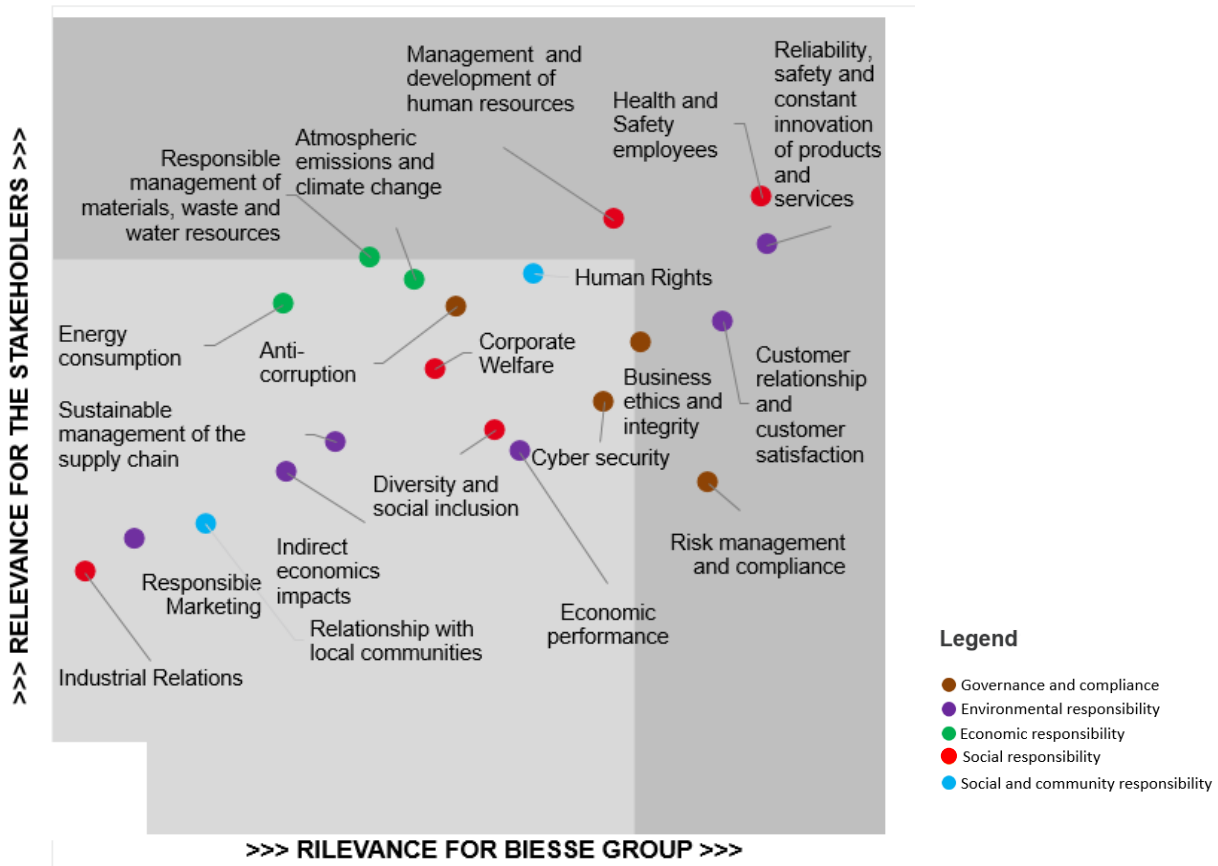 Management and
development of
human resources
Reliability,
safety and
constant
innovation
of products
and
services
Health and
Safety
employees
Atmospheric
emissions and
climate change
Responsible
management of
materials, waste and
water resources
Human Rights
Energy
consumption
Anti-
corruption
Corporate
Welfare
Business
ethics and
integrity
Customer
relationship
and
customer
satisfaction
Sustainable
management of the
supply chain
Cyber security
Diversity and
social inclusion
Risk management
and compliance
Indirect
economics
impacts
Responsible
Marketing
Economic
performance
Relationship with
local communities
Industrial Relations
>>> RELEVANCE FOR THE STAKEHODLERS >>>
>>> RILEVANCE FOR BIESSE GROUP >>>
Legend
Governance and compliance
Environmental responsibility
Economic responsibility
Social responsibility
Social and community responsibility